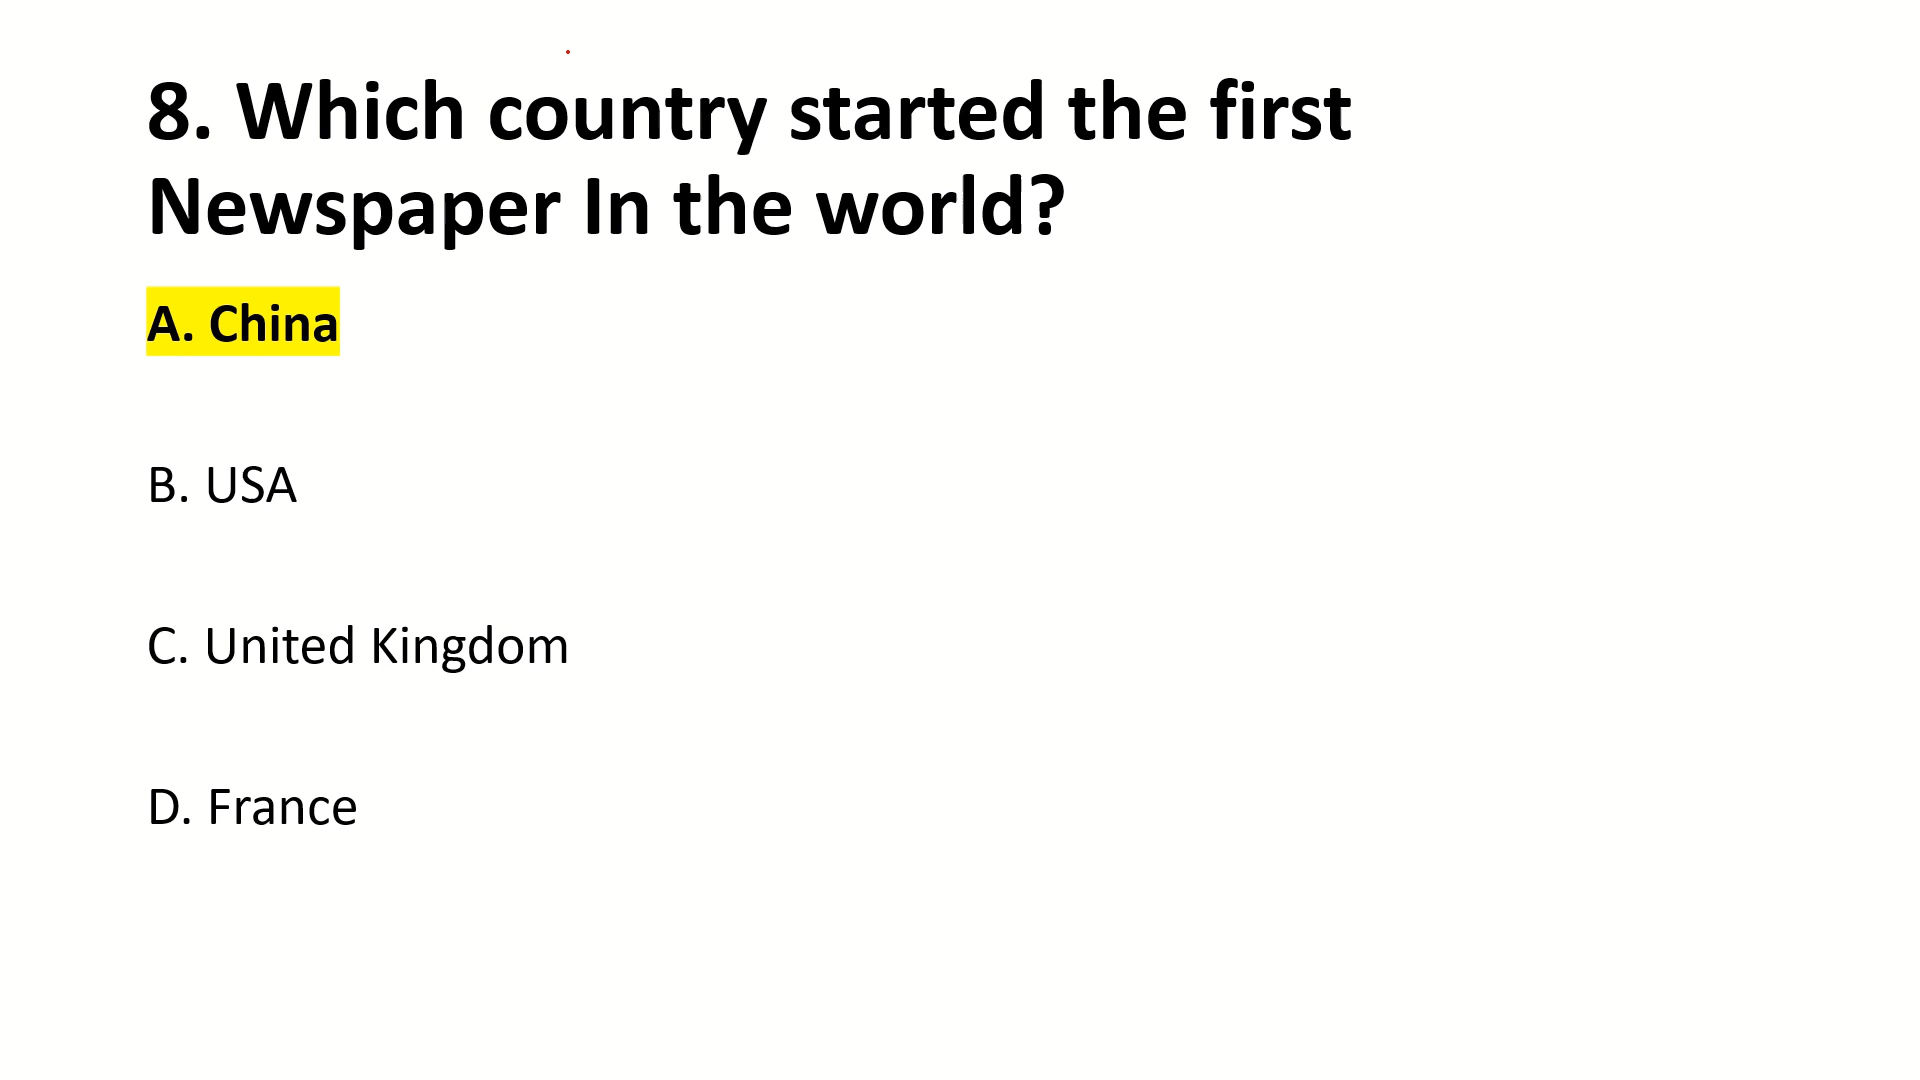 8. Which country started the first
Newspaper In the world?
A. China
B. USA
C. United Kingdom
D. France